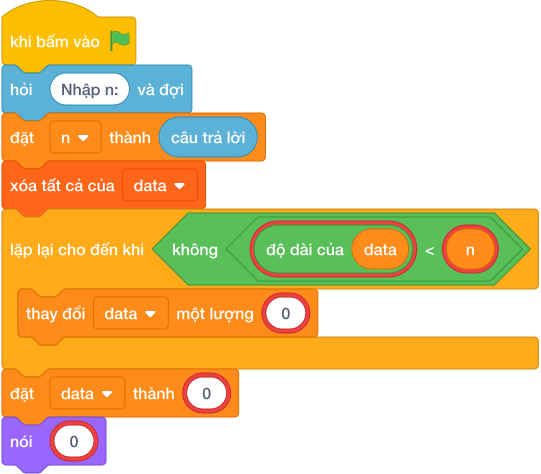 khi bấm vào
hỏi Nhập n: và đợi
đặt n thành câu trả lời
xóa tất cả của data
lặp lại cho đến khi không độ dài của data < n
thay đổi data một lượng 0
đặt data thành 0
nói 0